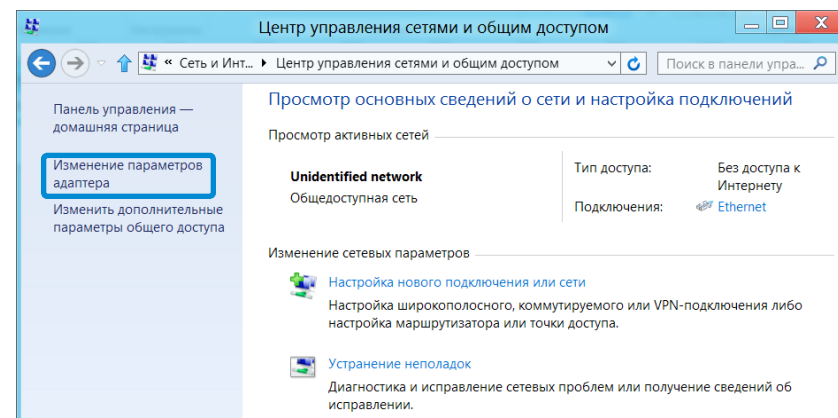 Центр управления сетями и общим доступом
« Сеть и Инт... ▸ Центр управления сетями и общим доступом
Поиск в панели упра...
Панель управления —
домашняя страница
Изменение параметров
адаптера
Изменить дополнительные
параметры общего доступа
Просмотр основных сведений о сети и настройка подключений
Просмотр активных сетей
Unidentified network
Общедоступная сеть
Тип доступа: Без доступа к
Интернету
Подключения: Ethernet
Изменение сетевых параметров
Настройка нового подключения или сети
Настройка широкополосного, коммутируемого или VPN-подключения либо
настройка маршрутизатора или точки доступа.
Устранение неполадок
Диагностика и исправление сетевых проблем или получение сведений об
исправлении.